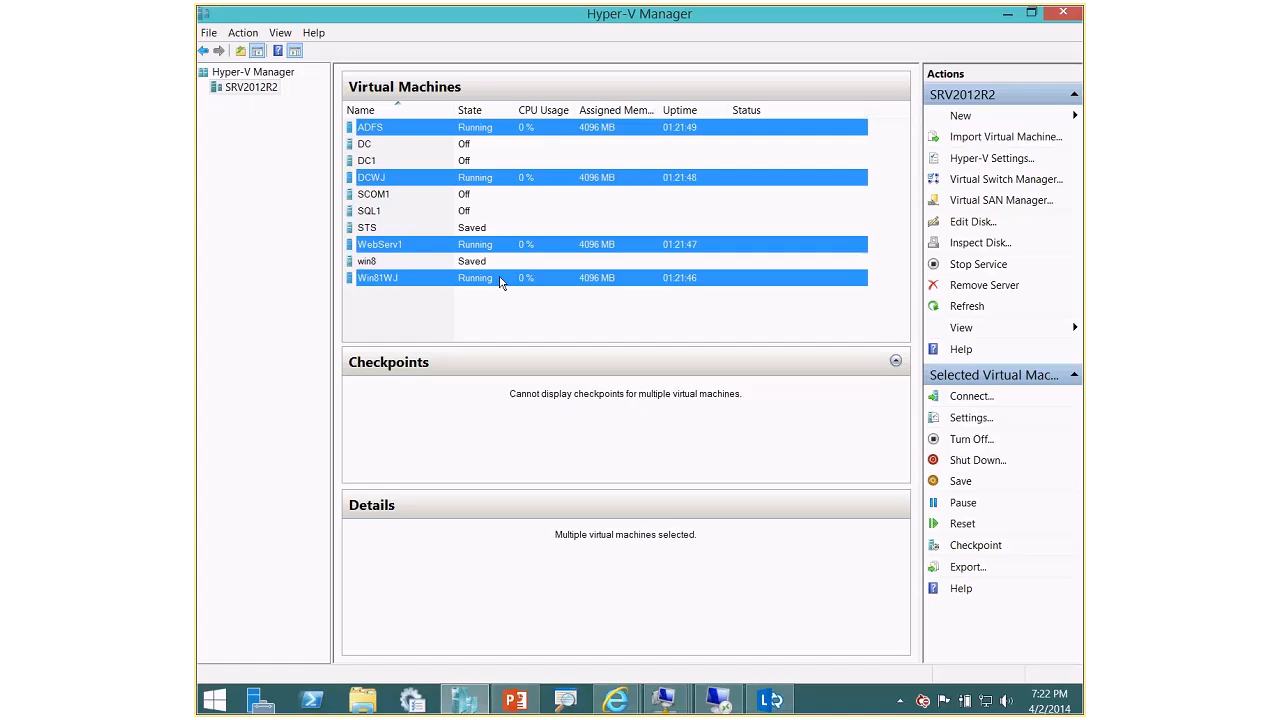 Hyper-V Manager
File Action View Help
Hyper-V Manager
SRV2012R2
Virtual Machines
Name State CPU Usage Assigned Mem... Uptime Status
ADFS Running 0 % 4096 MB 01:21:49
DC Off
DC1 Off
DCWJ Running 0 % 4096 MB 01:21:48
SCOM1 Off
SQL1 Off
STS Saved
WebServ1 Running 0 % 4096 MB 01:21:47
win8 Saved
Win81WJ Running 0 % 4096 MB 01:21:46
Checkpoints
Cannot display checkpoints for multiple virtual machines.
Details
Multiple virtual machines selected.
Actions
SRV2012R2
New
Import Virtual Machine...
Hyper-V Settings...
Virtual Switch Manager...
Virtual SAN Manager...
Edit Disk...
Inspect Disk...
Stop Service
Remove Server
Refresh
View
Help
Selected Virtual Mac...
Connect...
Settings...
Turn Off...
Shut Down...
Save
Pause
Reset
Checkpoint
Export...
Help
7:22 PM
4/2/2014